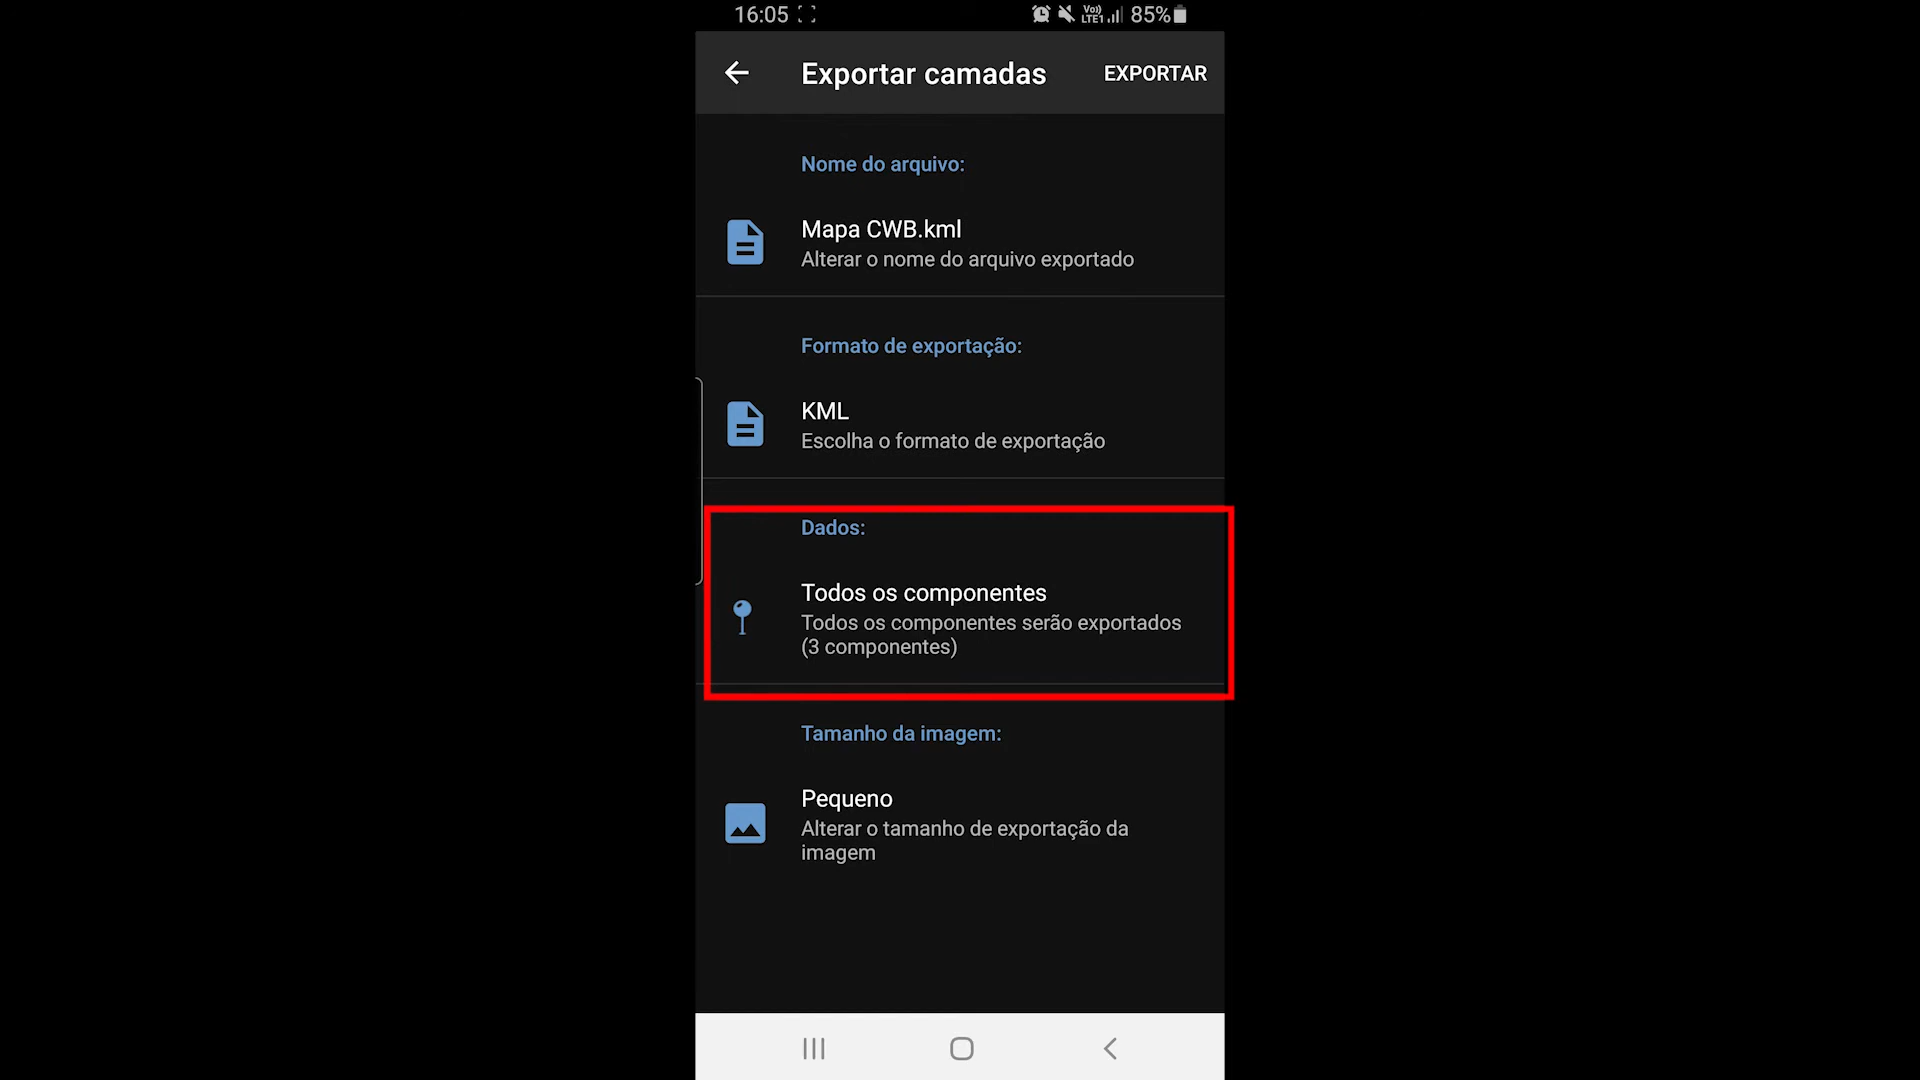 16:05 Vo)) LTE1 85%
Exportar camadas EXPORTAR
Nome do arquivo:
Mapa CWB.kml
Alterar o nome do arquivo exportado
Formato de exportação:
KML
Escolha o formato de exportação
Dados:
Todos os componentes
Todos os componentes serão exportados
(3 componentes)
Tamanho da imagem:
Pequeno
Alterar o tamanho de exportação da
imagem